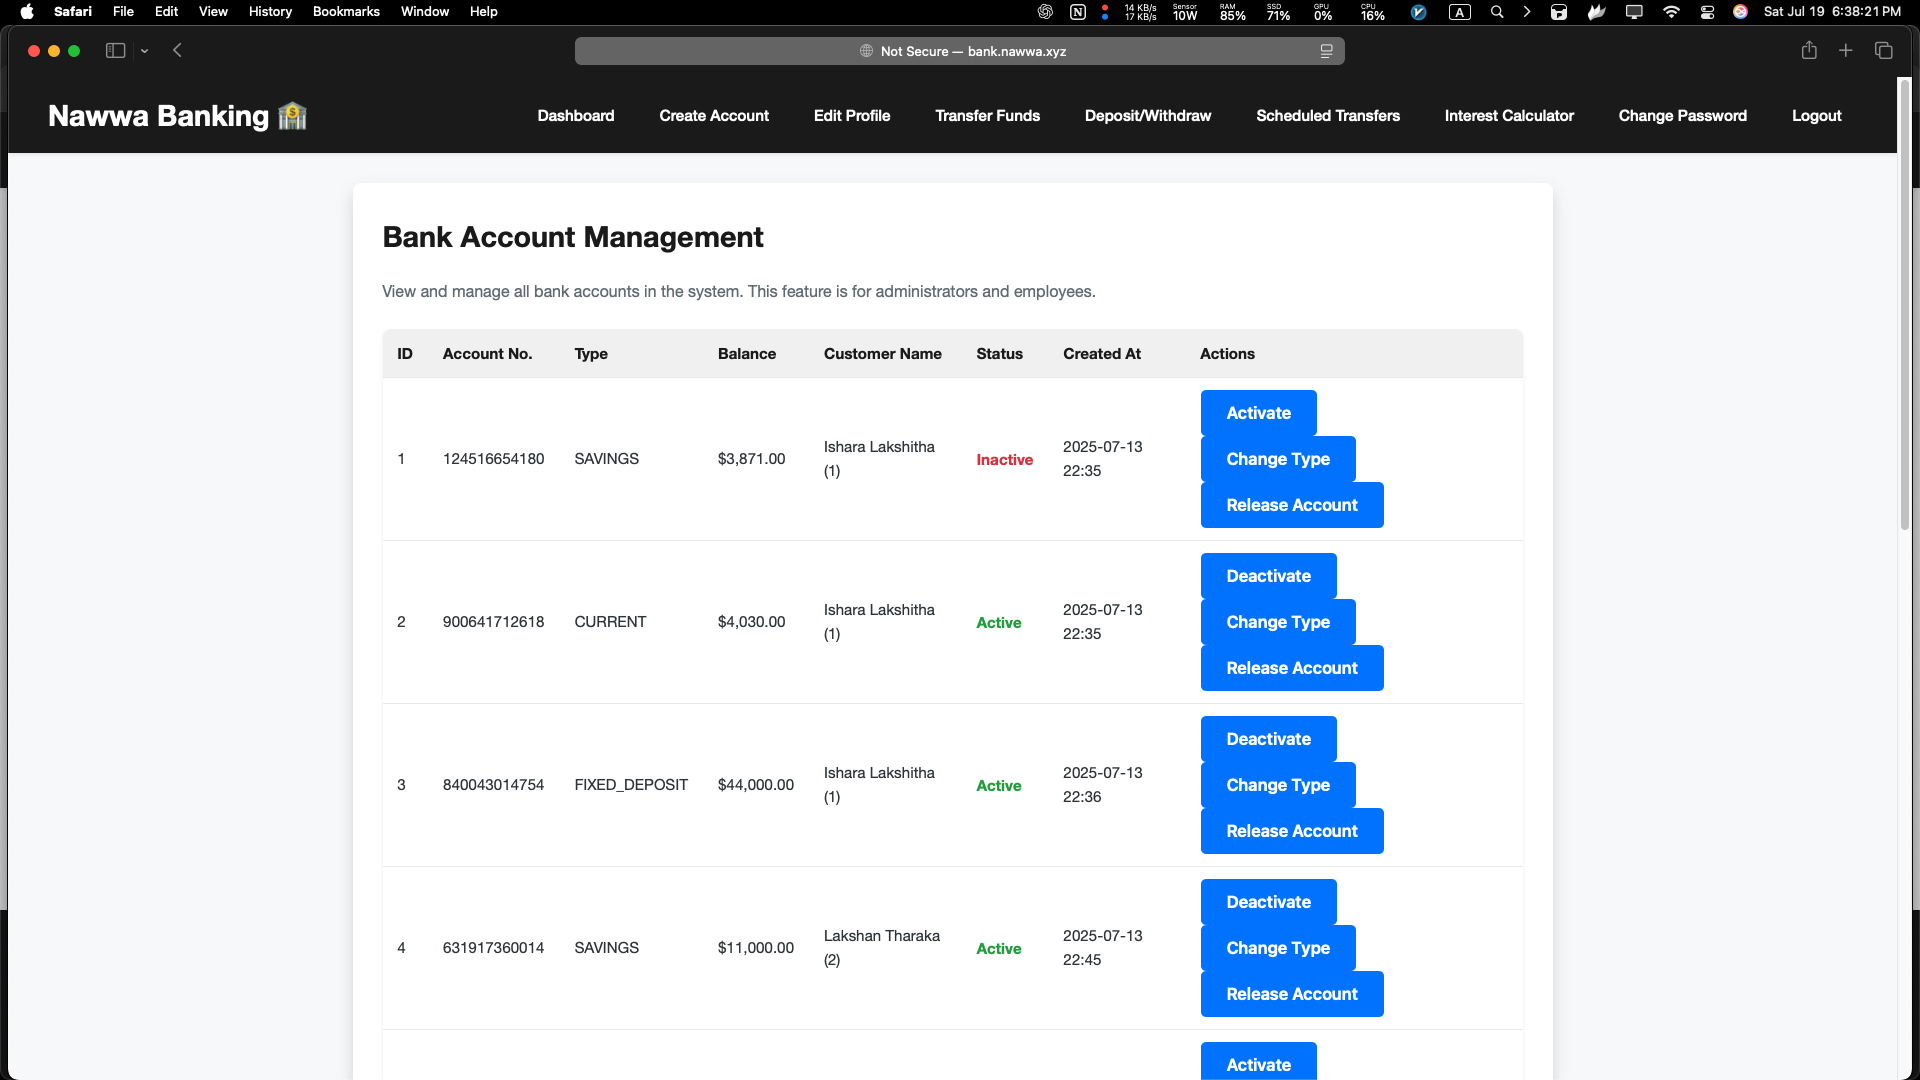 Safari File Edit View History Bookmarks Window Help
14 KB/s
17 KB/s
Sensor
10W
RAM
85%
SSD
71%
GPU
0%
CPU
16%
A
Sat Jul 19 6:38:21 PM
Not Secure — bank.nawwa.xyz
Nawwa Banking
Dashboard Create Account Edit Profile Transfer Funds Deposit/Withdraw Scheduled Transfers Interest Calculator Change Password Logout
Bank Account Management
View and manage all bank accounts in the system. This feature is for administrators and employees.
ID Account No. Type Balance Customer Name Status Created At Actions
1 124516654180 SAVINGS $3,871.00 Ishara Lakshitha (1) Inactive 2025-07-13 22:35
Activate
Change Type
Release Account
2 900641712618 CURRENT $4,030.00 Ishara Lakshitha (1) Active 2025-07-13 22:35
Deactivate
Change Type
Release Account
3 840043014754 FIXED_DEPOSIT $44,000.00 Ishara Lakshitha (1) Active 2025-07-13 22:36
Deactivate
Change Type
Release Account
4 631917360014 SAVINGS $11,000.00 Lakshan Tharaka (2) Active 2025-07-13 22:45
Deactivate
Change Type
Release Account
Activate